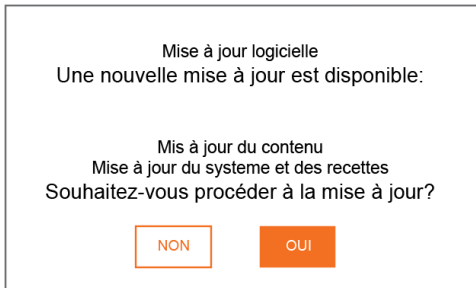 Mise à jour logicielle
Une nouvelle mise à jour est disponible:
Mis à jour du contenu
Mise à jour du systeme et des recettes
Souhaitez-vous procéder à la mise à jour?
NON OUI